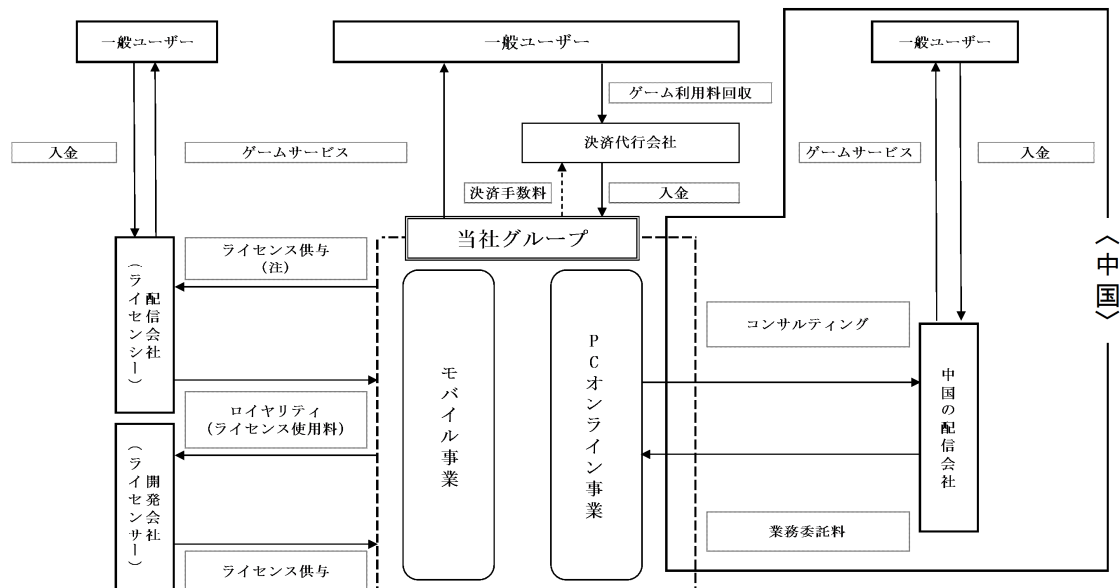 一般ユーザー
一般ユーザー
一般ユーザー
ゲーム利用料回収
決済代行会社
入金
ゲームサービス
ゲームサービス
入金
決済手数料
入金
当社グループ
ライセンス供与
(注)
〈中国〉
配信会社
(ライセンシー)
コンサルティング
モバイル事業
PCオンライン事業
中国の配信会社
ロイヤリティ
(ライセンス使用料)
開発会社
(ライセンサー)
業務委託料
ライセンス供与